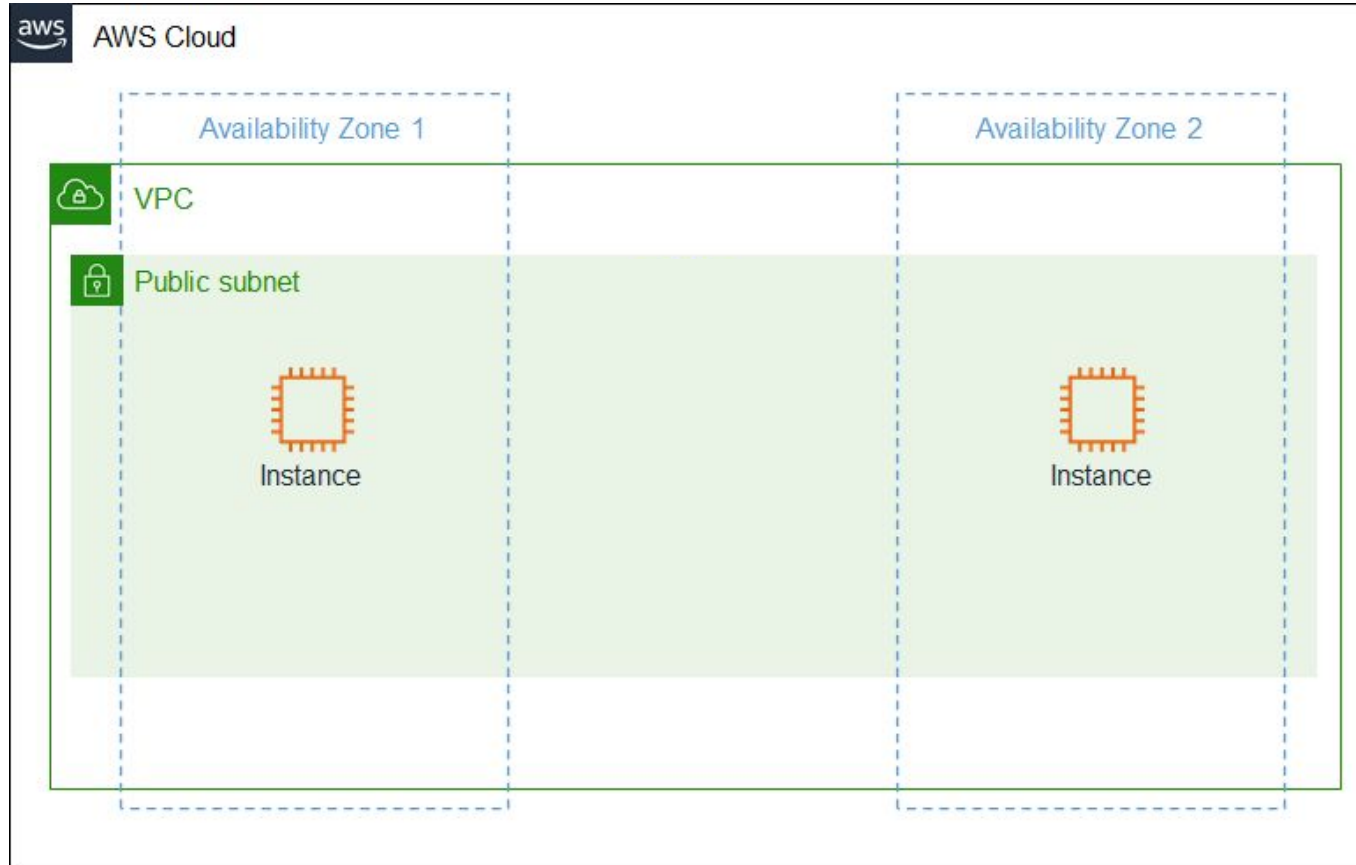 aws
AWS Cloud
Availability Zone 1
Availability Zone 2
VPC
Public subnet
Instance
Instance